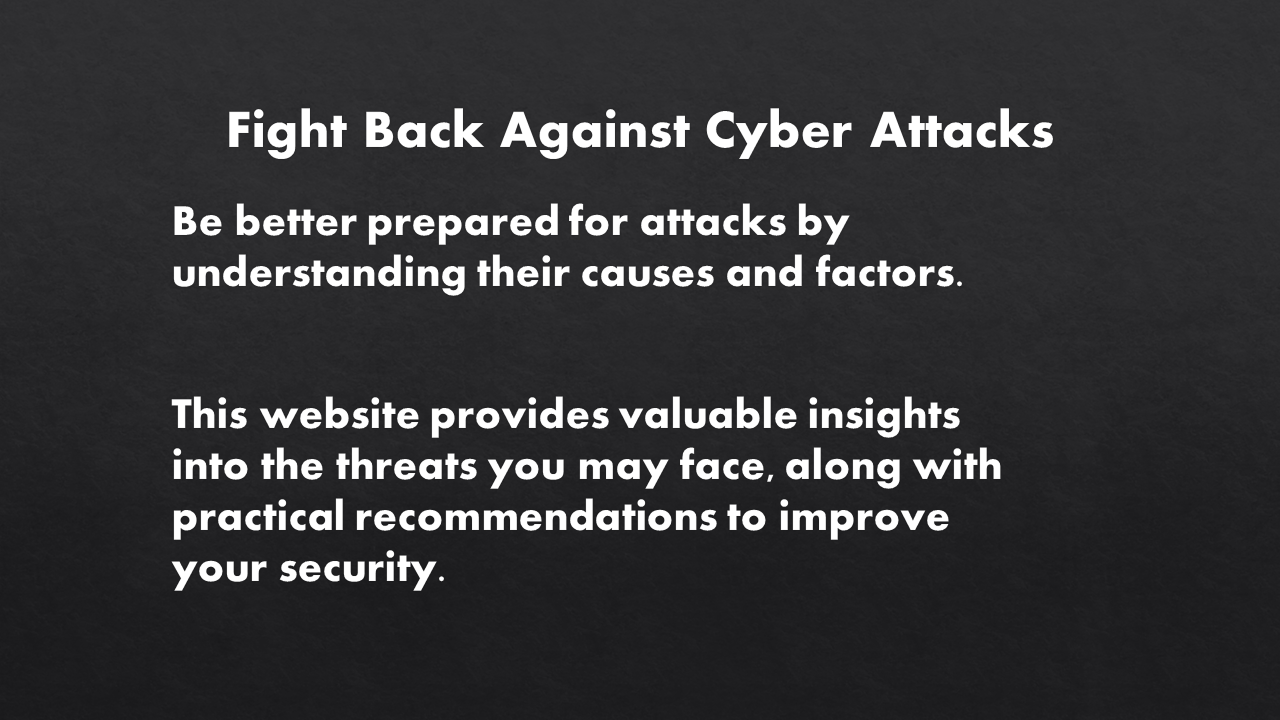 Fight Back Against Cyber Attacks
Be better prepared for attacks by
understanding their causes and factors.
This website provides valuable insights
into the threats you may face, along with
practical recommendations to improve
your security.